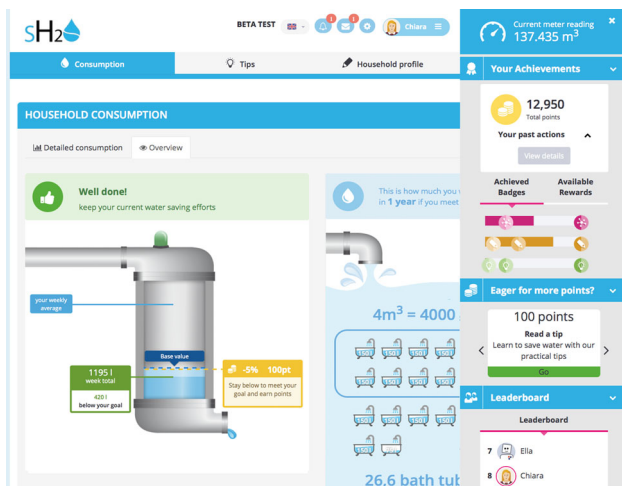 SH2O
BETA TEST
1
1
Chiara
Consumption
Tips
Household profile
HOUSEHOLD CONSUMPTION
Detailed consumption
Overview
Well done!
keep your current water saving efforts
your weekly
average
Base value
1195 l
week total
420 l
below your goal
-5% 100pt
Stay below to meet your
goal and earn points
This is how much you
in 1 year if you meet
4m³ = 4000
26.6 bath tub
Current meter reading
137.435 m³
Your Achievements
12,950
Total points
Your past actions
View details
Achieved
Badges
Available
Rewards
Eager for more points?
100 points
Read a tip
Learn to save water with our
practical tips
Go
Leaderboard
Leaderboard
7 Ella
8 Chiara